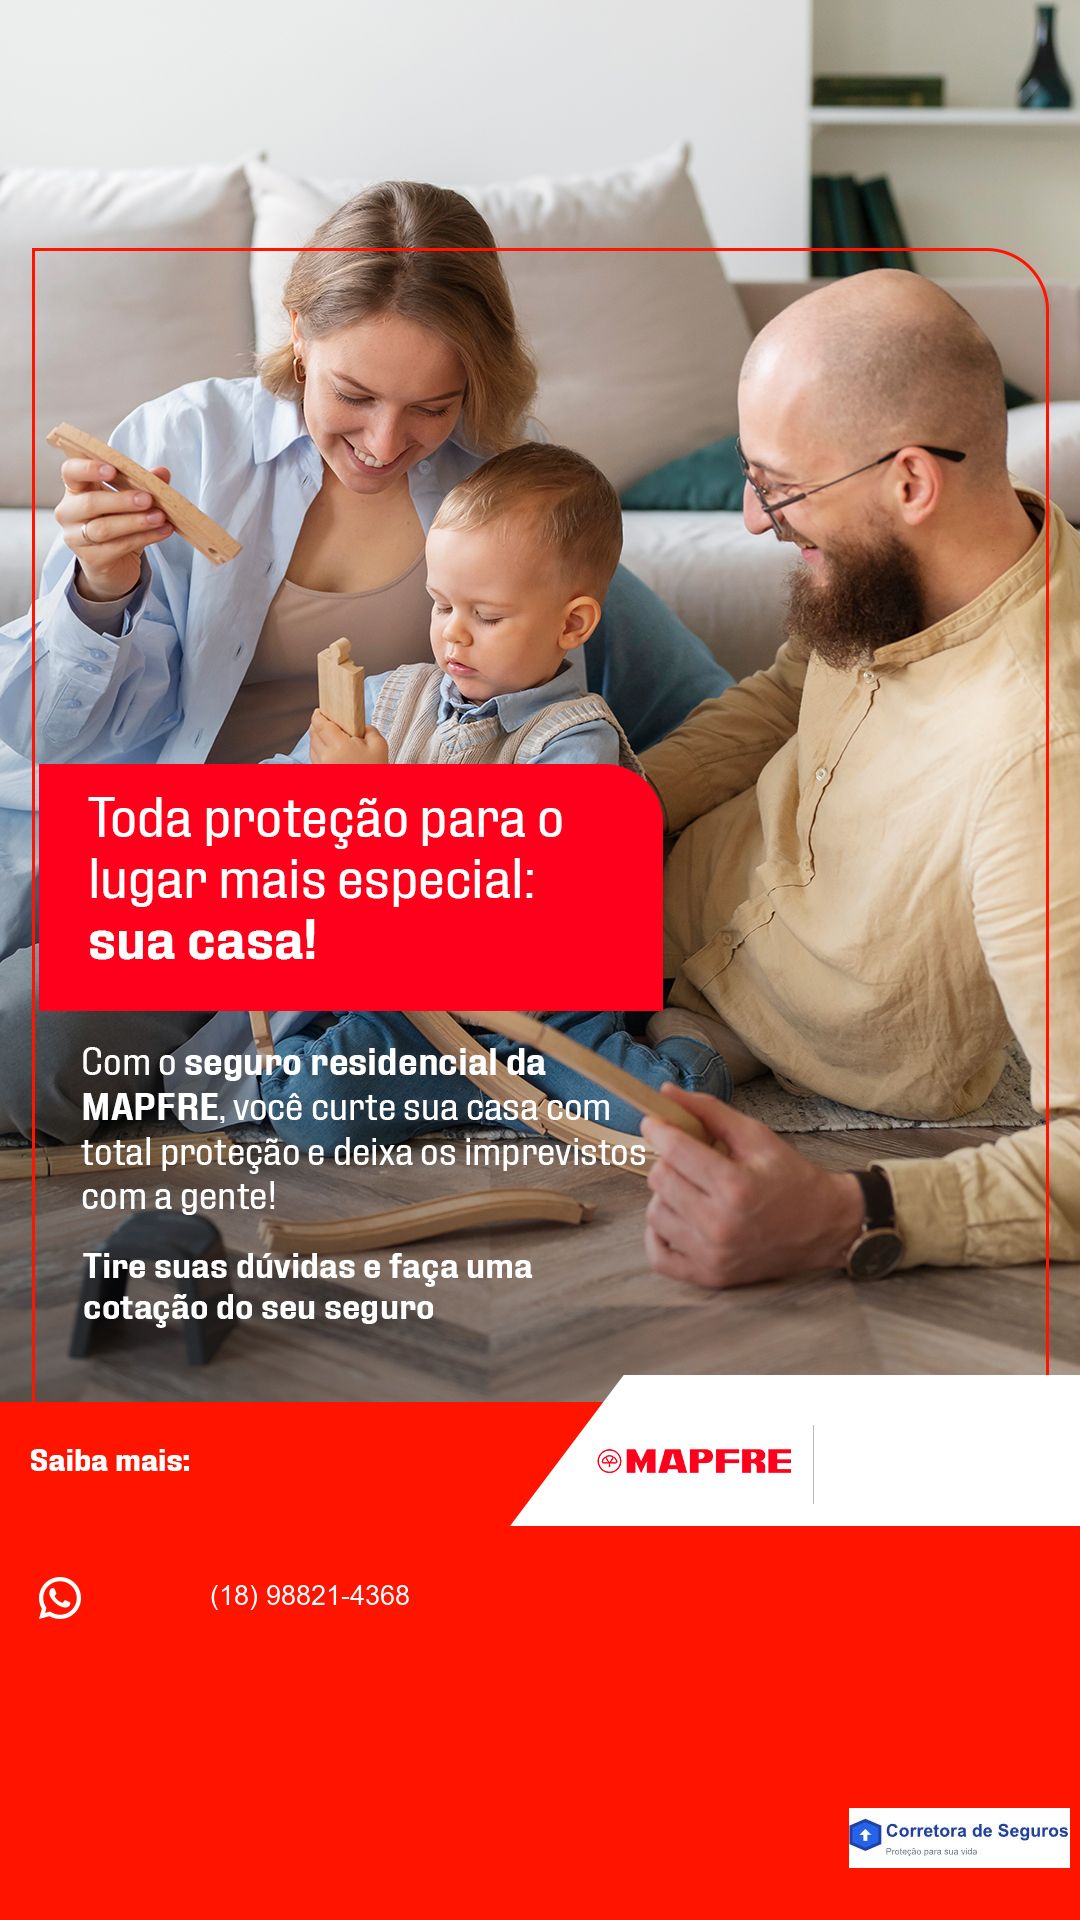 Toda proteção para o
lugar mais especial:
sua casa!
Com o seguro residencial da
MAPFRE, você curte sua casa com
total proteção e deixa os imprevistos
com a gente!
Tire suas dúvidas e faça uma
cotação do seu seguro
Saiba mais:
MAPFRE
(18) 98821-4368
Corretora de Seguros
Proteção para sua vida